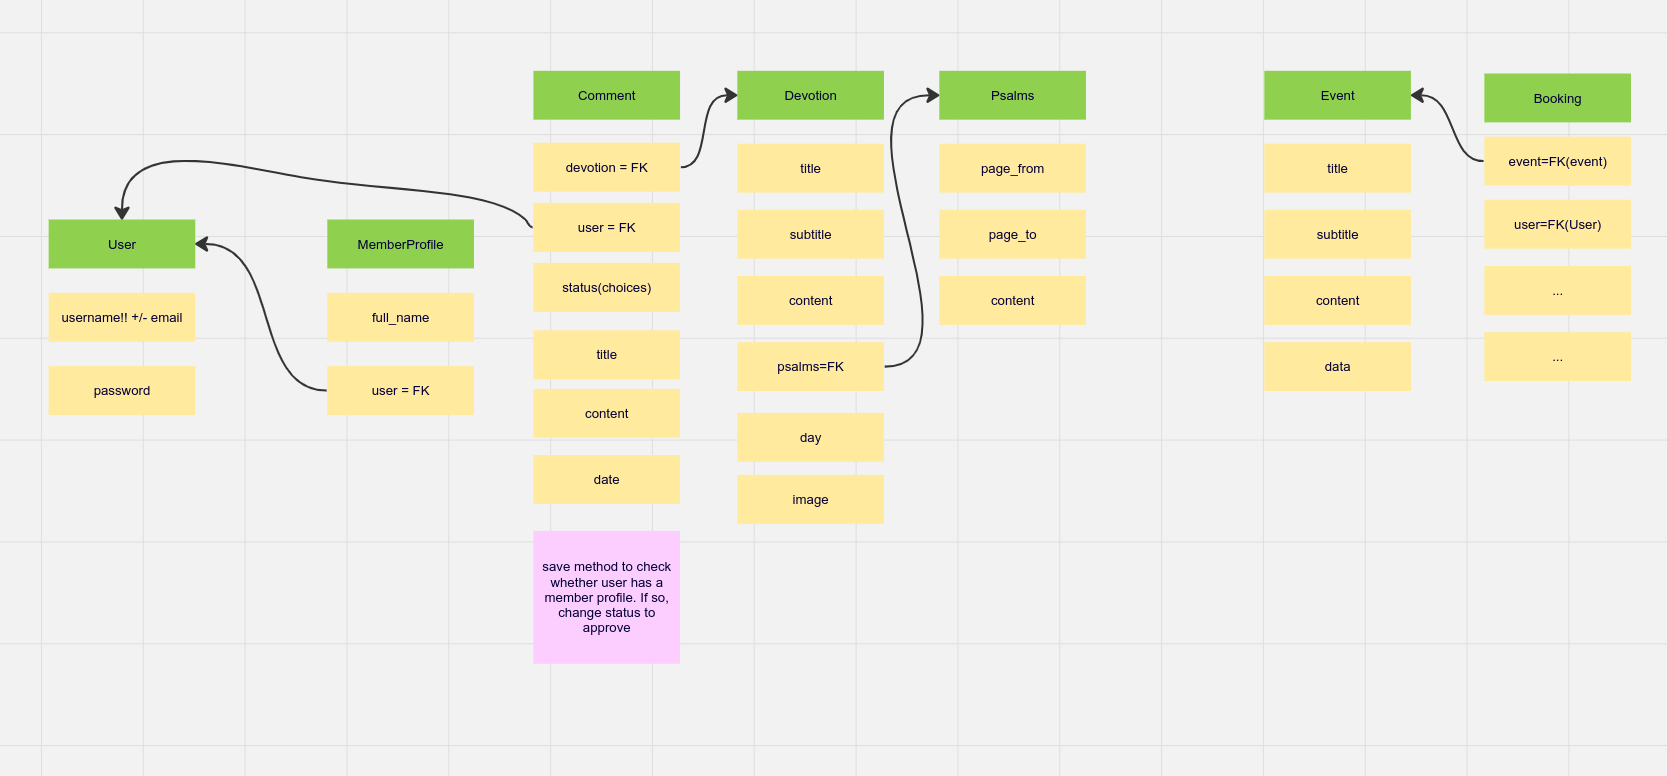 User
username!! +/- email
password
MemberProfile
full_name
user = FK
Comment
devotion = FK
user = FK
status(choices)
title
content
date
save method to check
whether user has a
member profile. If so,
change status to
approve
Devotion
title
subtitle
content
psalms=FK
day
image
Psalms
page_from
page_to
content
Event
title
subtitle
content
data
Booking
event=FK(event)
user=FK(User)
...
...